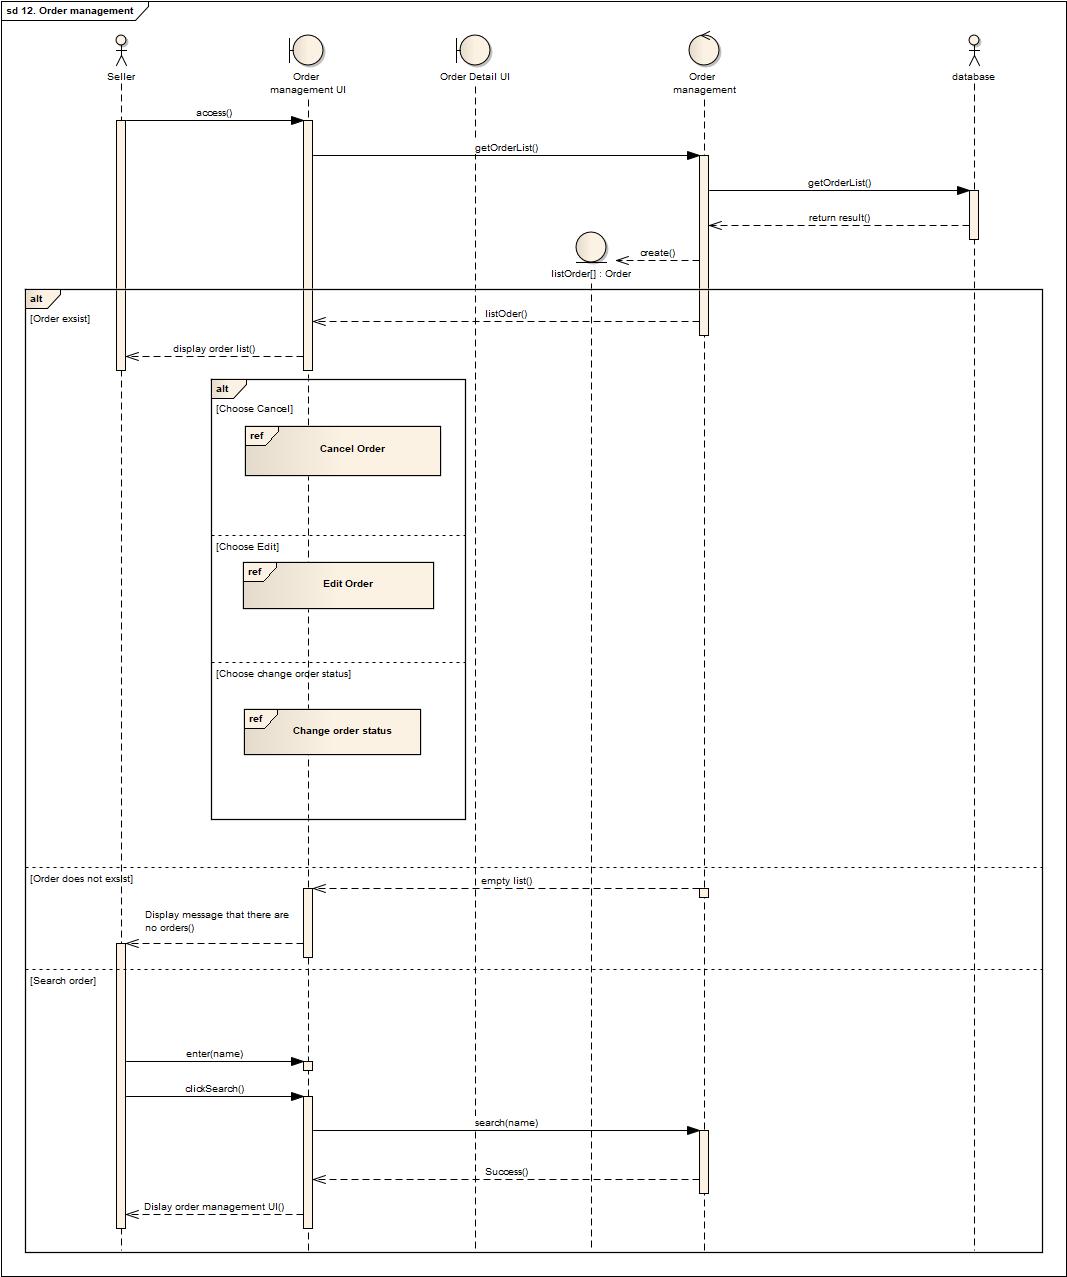 sd 12. Order management
Seller
Order
management UI
Order Detail UI
Order
management
database
access()
getOrderList()
getOrderList()
return result()
create()
listOrder[] : Order
alt
[Order exsist]
listOder()
display order list()
alt
[Choose Cancel]
ref
Cancel Order
[Choose Edit]
ref
Edit Order
[Choose change order status]
ref
Change order status
[Order does not exsist]
empty list()
Display message that there are
no orders()
[Search order]
enter(name)
clickSearch()
search(name)
Success()
Dislay order management UI()